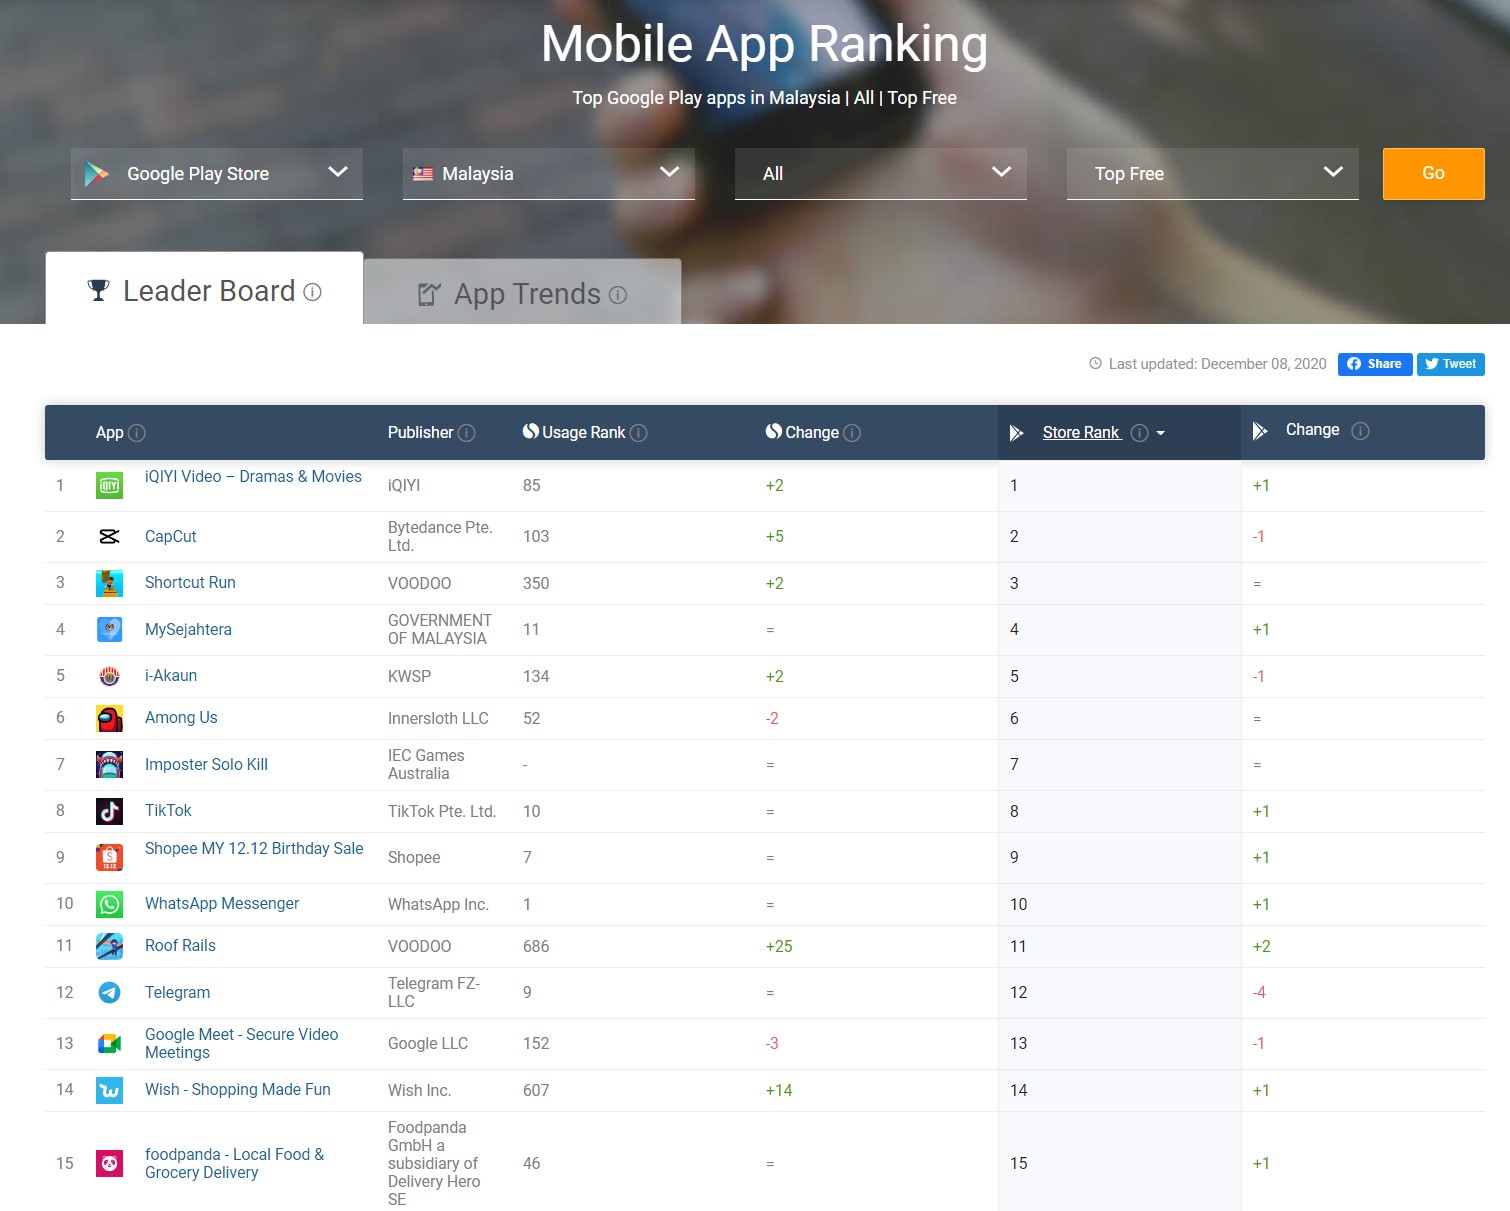 Mobile App Ranking
Top Google Play apps in Malaysia | All | Top Free
Google Play Store
Malaysia
All
Top Free
Go
Leader Board
App Trends
Last updated: December 08, 2020
Share
Tweet
App Publisher Usage Rank Change Store Rank Change
1 iQIYI Video – Dramas & Movies iQIYI 85 +2 1 +1
2 CapCut Bytedance Pte.
Ltd. 103 +5 2 -1
3 Shortcut Run VOODOO 350 +2 3 =
4 MySejahtera GOVERNMENT
OF MALAYSIA 11 = 4 +1
5 i-Akaun KWSP 134 +2 5 -1
6 Among Us Innersloth LLC 52 -2 6 =
7 Imposter Solo Kill IEC Games
Australia - = 7 =
8 TikTok TikTok Pte. Ltd. 10 = 8 +1
9 Shopee MY 12.12 Birthday Sale Shopee 7 = 9 +1
10 WhatsApp Messenger WhatsApp Inc. 1 = 10 +1
11 Roof Rails VOODOO 686 +25 11 +2
12 Telegram Telegram FZ-
LLC 9 = 12 -4
13 Google Meet - Secure Video
Meetings Google LLC 152 -3 13 -1
14 Wish - Shopping Made Fun Wish Inc. 607 +14 14 +1
15 foodpanda - Local Food &
Grocery Delivery Foodpanda
GmbH a
subsidiary of
Delivery Hero
SE 46 = 15 +1